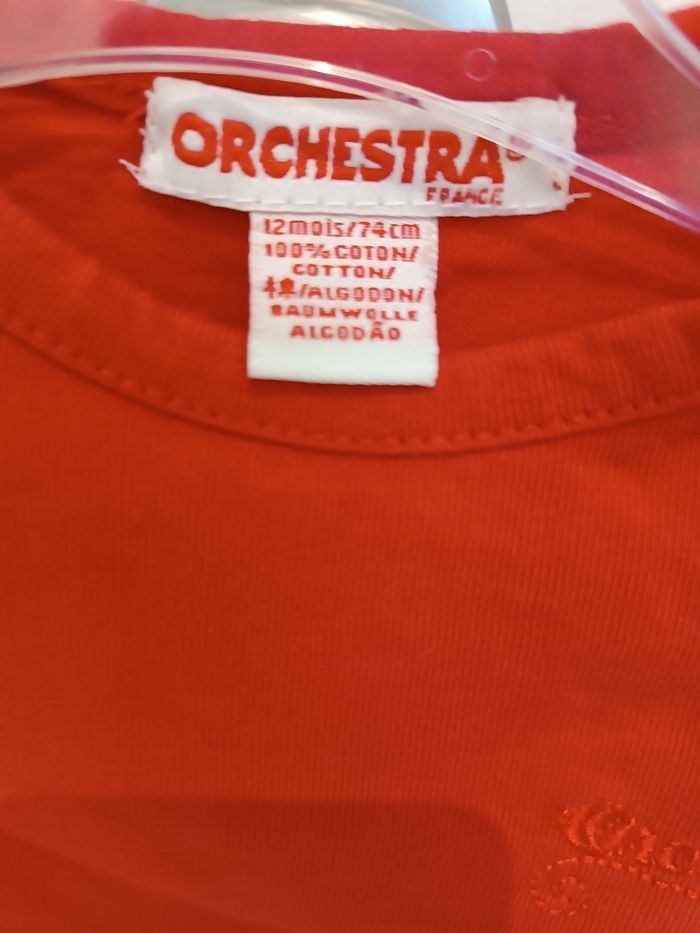 ORCHESTRA®
FRANCE
12mois/74cm
100% COTON/
COTTON/
棉/ALGODON/
BAUMWOLLE
ALGODÃO